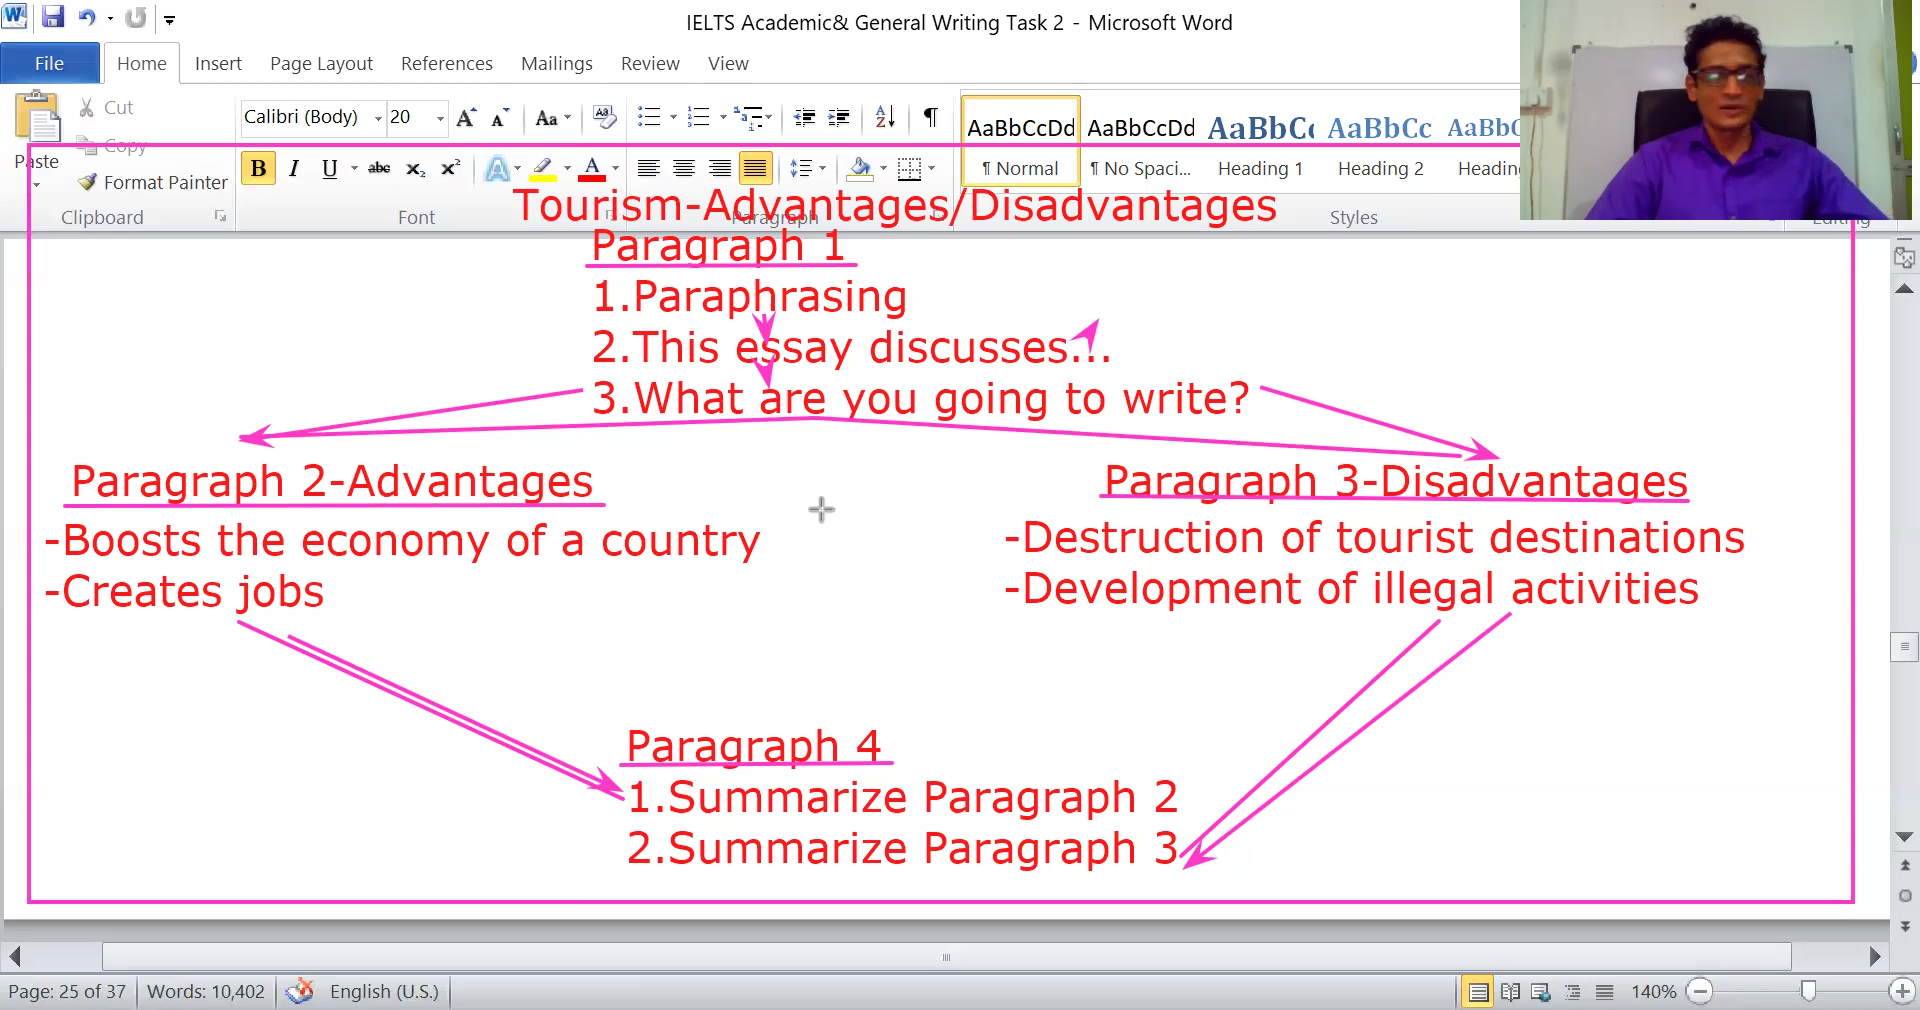 IELTS Academic& General Writing Task 2 - Microsoft Word
File Home Insert Page Layout References Mailings Review View
Cut
Copy
Paste
Format Painter
Clipboard
Calibri (Body) 20
Font
Paragraph
AaBbCcDd AaBbCcDd AaBbCc AaBbCc AaBbC
¶ Normal ¶ No Spaci... Heading 1 Heading 2 Headin
Styles
Editing
Tourism-Advantages/Disadvantages
Paragraph 1
1.Paraphrasing
2.This essay discusses...
3.What are you going to write?
Paragraph 2-Advantages
-Boosts the economy of a country
-Creates jobs
Paragraph 3-Disadvantages
-Destruction of tourist destinations
-Development of illegal activities
Paragraph 4
1.Summarize Paragraph 2
2.Summarize Paragraph 3
Page: 25 of 37 Words: 10,402 English (U.S.) 140%